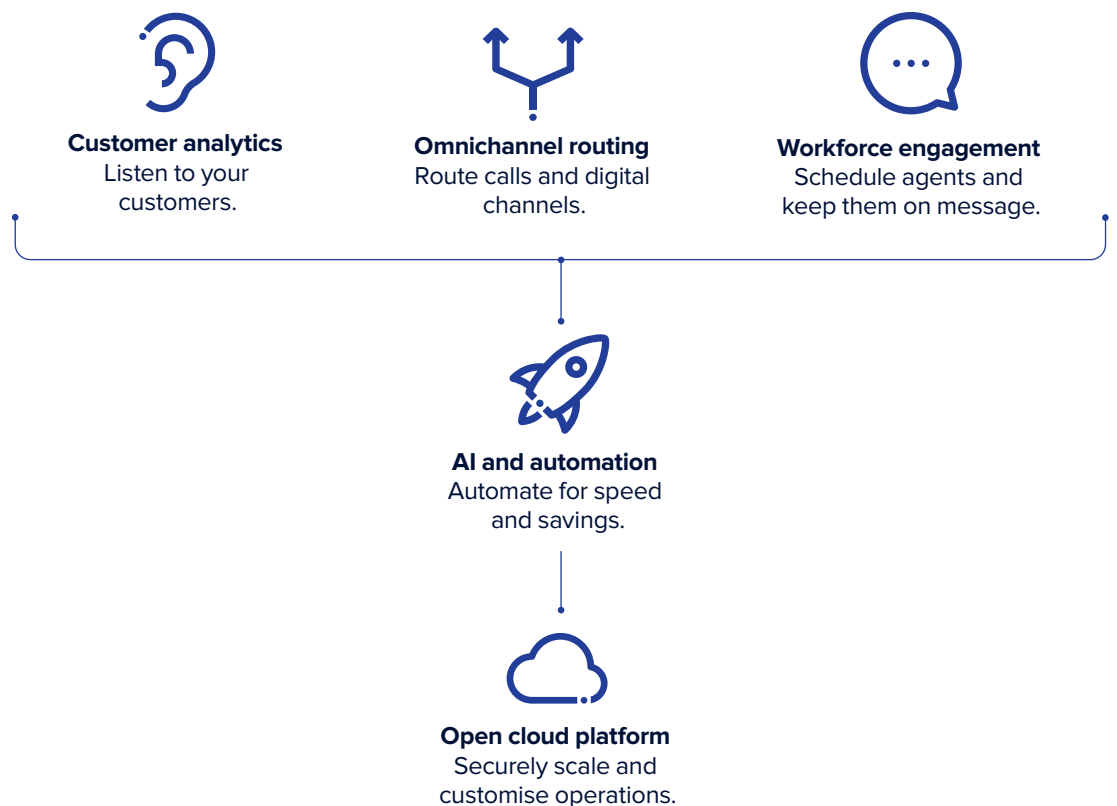 Customer analytics
Listen to your
customers.
Omnichannel routing
Route calls and digital
channels.
Workforce engagement
Schedule agents and
keep them on message.
AI and automation
Automate for speed
and savings.
Open cloud platform
Securely scale and
customise operations.